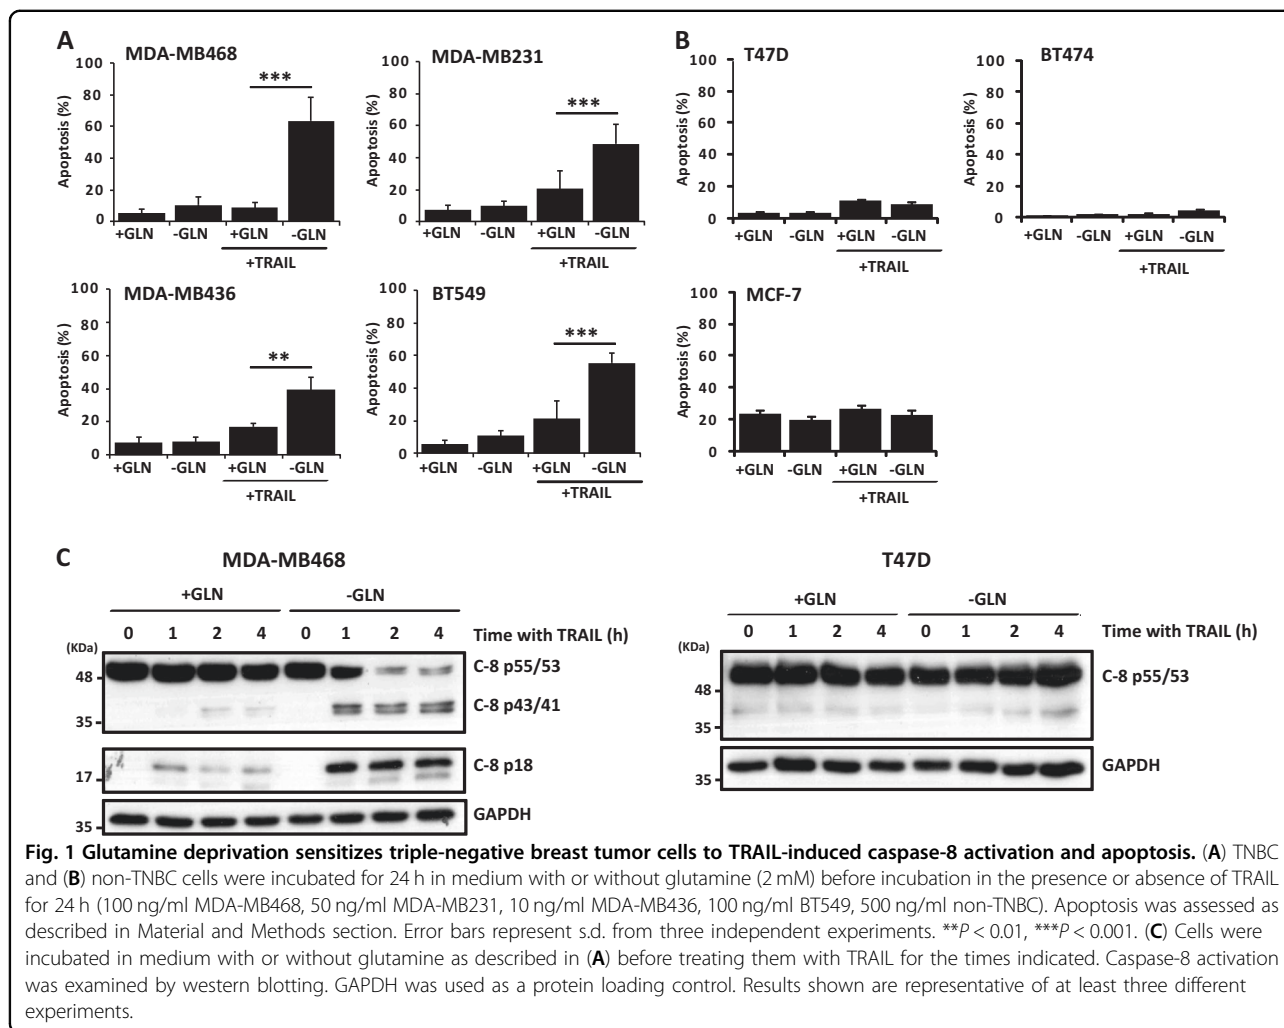 A
MDA-MB468
Apoptosis (%)
100
80
60
40
20
0
***
+GLN -GLN +GLN -GLN
+TRAIL
MDA-MB231
Apoptosis (%)
100
80
60
40
20
0
***
+GLN -GLN +GLN -GLN
+TRAIL
MDA-MB436
Apoptosis (%)
100
80
60
40
20
0
**
+GLN -GLN +GLN -GLN
+TRAIL
BT549
Apoptosis (%)
100
80
60
40
20
0
***
+GLN -GLN +GLN -GLN
+TRAIL
B
T47D
Apoptosis (%)
100
80
60
40
20
0
+GLN -GLN +GLN -GLN
+TRAIL
BT474
Apoptosis (%)
100
80
60
40
20
0
+GLN -GLN +GLN -GLN
+TRAIL
MCF-7
Apoptosis (%)
100
80
60
40
20
0
+GLN -GLN +GLN -GLN
+TRAIL
C
MDA-MB468
+GLN -GLN
0 1 2 4 0 1 2 4 Time with TRAIL (h)
(KDa)
C-8 p55/53
48
C-8 p43/41
35
C-8 p18
17
GAPDH
35
T47D
+GLN -GLN
0 1 2 4 0 1 2 4 Time with TRAIL (h)
(KDa)
C-8 p55/53
48
35
GAPDH
35
Fig. 1 Glutamine deprivation sensitizes triple-negative breast tumor cells to TRAIL-induced caspase-8 activation and apoptosis. (A) TNBC
and (B) non-TNBC cells were incubated for 24 h in medium with or without glutamine (2 mM) before incubation in the presence or absence of TRAIL
for 24 h (100 ng/ml MDA-MB468, 50 ng/ml MDA-MB231, 10 ng/ml MDA-MB436, 100 ng/ml BT549, 500 ng/ml non-TNBC). Apoptosis was assessed as
described in Material and Methods section. Error bars represent s.d. from three independent experiments. **P < 0.01, ***P < 0.001. (C) Cells were
incubated in medium with or without glutamine as described in (A) before treating them with TRAIL for the times indicated. Caspase-8 activation
was examined by western blotting. GAPDH was used as a protein loading control. Results shown are representative of at least three different
experiments.